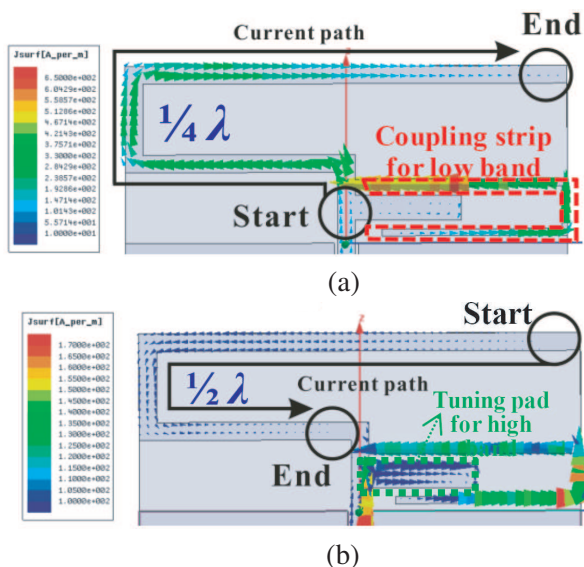 Current path
End
Jsurf[A_per_m]
6.5000e+002
6.0429e+002
5.5857e+002
5.1286e+002
4.6714e+002
4.2143e+002
3.7571e+002
3.3000e+002
2.8429e+002
2.3857e+002
1.9286e+002
1.4714e+002
1.0143e+002
5.5714e+001
1.0000e+001
¼ λ
Coupling strip
for low band
Start
(a)
Jsurf[A_per_m]
1.7000e+002
1.6500e+002
1.6000e+002
1.5500e+002
1.5000e+002
1.4500e+002
1.4000e+002
1.3500e+002
1.3000e+002
1.2500e+002
1.2000e+002
1.1500e+002
1.1000e+002
1.0500e+002
1.0000e+002
z
Start
½ λ
Current path
End
Tuning pad
for high
(b)